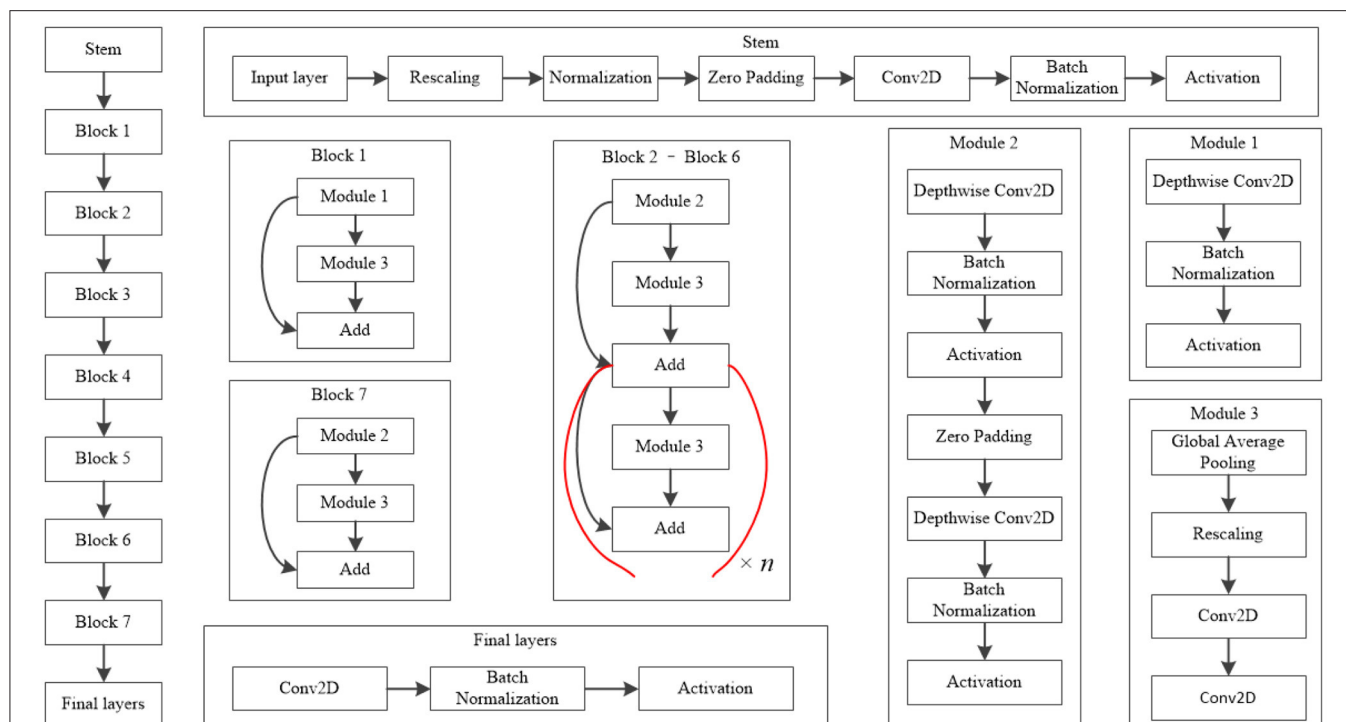 Stem
Block 1
Block 2
Block 3
Block 4
Block 5
Block 6
Block 7
Final layers
Stem
Input layer
Rescaling
Normalization
Zero Padding
Conv2D
Batch
Normalization
Activation
Block 1
Module 1
Module 3
Add
Block 7
Module 2
Module 3
Add
Block 2 - Block 6
Module 2
Module 3
Add
Module 3
Add
× n
Module 2
Depthwise Conv2D
Batch
Normalization
Activation
Zero Padding
Depthwise Conv2D
Batch
Normalization
Activation
Module 1
Depthwise Conv2D
Batch
Normalization
Activation
Module 3
Global Average
Pooling
Rescaling
Conv2D
Conv2D
Final layers
Conv2D
Batch
Normalization
Activation